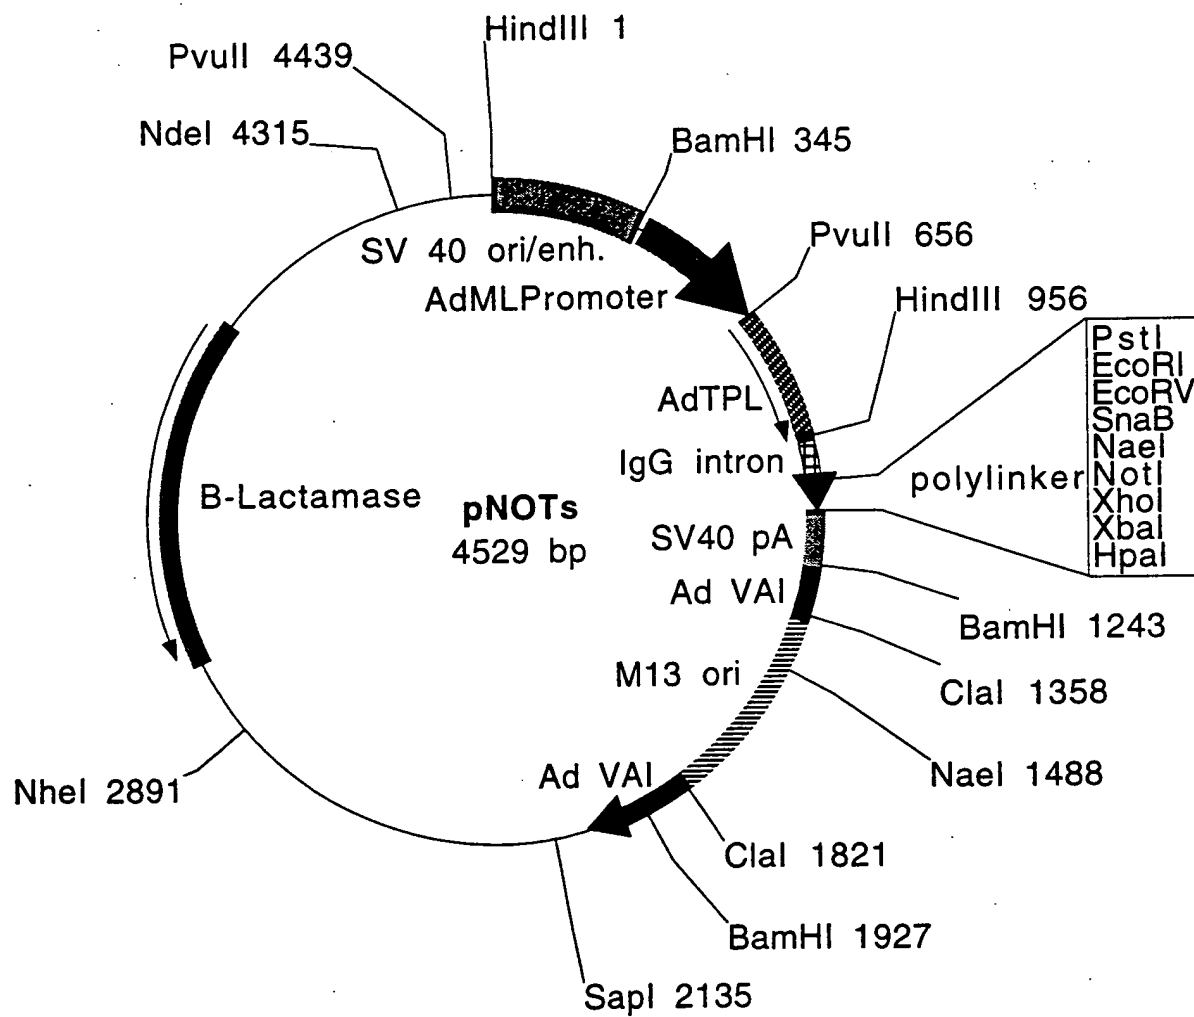 HindIII 1
PvuII 4439
NdeI 4315
BamHI 345
SV 40 ori/enh.
PvuII 656
AdMLPromoter
HindIII 956
PstI
EcoRI
EcoRV
SnaB
NaeI
NotI
XhoI
XbaI
HpaI
AdTPL
IgG intron
polylinker
B-Lactamase
pNOTs
4529 bp
SV40 pA
Ad VAI
BamHI 1243
M13 ori
ClaI 1358
NaeI 1488
Ad VAI
NheI 2891
ClaI 1821
BamHI 1927
SapI 2135